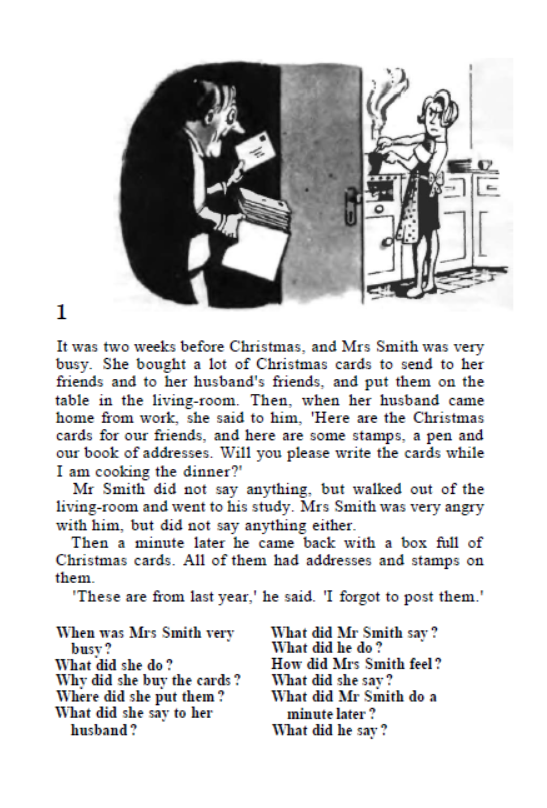 1
It was two weeks before Christmas, and Mrs Smith was very
busy. She bought a lot of Christmas cards to send to her
friends and to her husband's friends, and put them on the
table in the living-room. Then, when her husband came
home from work, she said to him, 'Here are the Christmas
cards for our friends, and here are some stamps, a pen and
our book of addresses. Will you please write the cards while
I am cooking the dinner?'
Mr Smith did not say anything, but walked out of the
living-room and went to his study. Mrs Smith was very angry
with him, but did not say anything either.
Then a minute later he came back with a box full of
Christmas cards. All of them had addresses and stamps on
them.
'These are from last year,' he said. 'I forgot to post them.'
When was Mrs Smith very
busy?
What did she do?
Why did she buy the cards?
Where did she put them?
What did she say to her
husband?
What did Mr Smith say?
What did he do?
How did Mrs Smith feel?
What did she say?
What did Mr Smith do a
minute later?
What did he say?